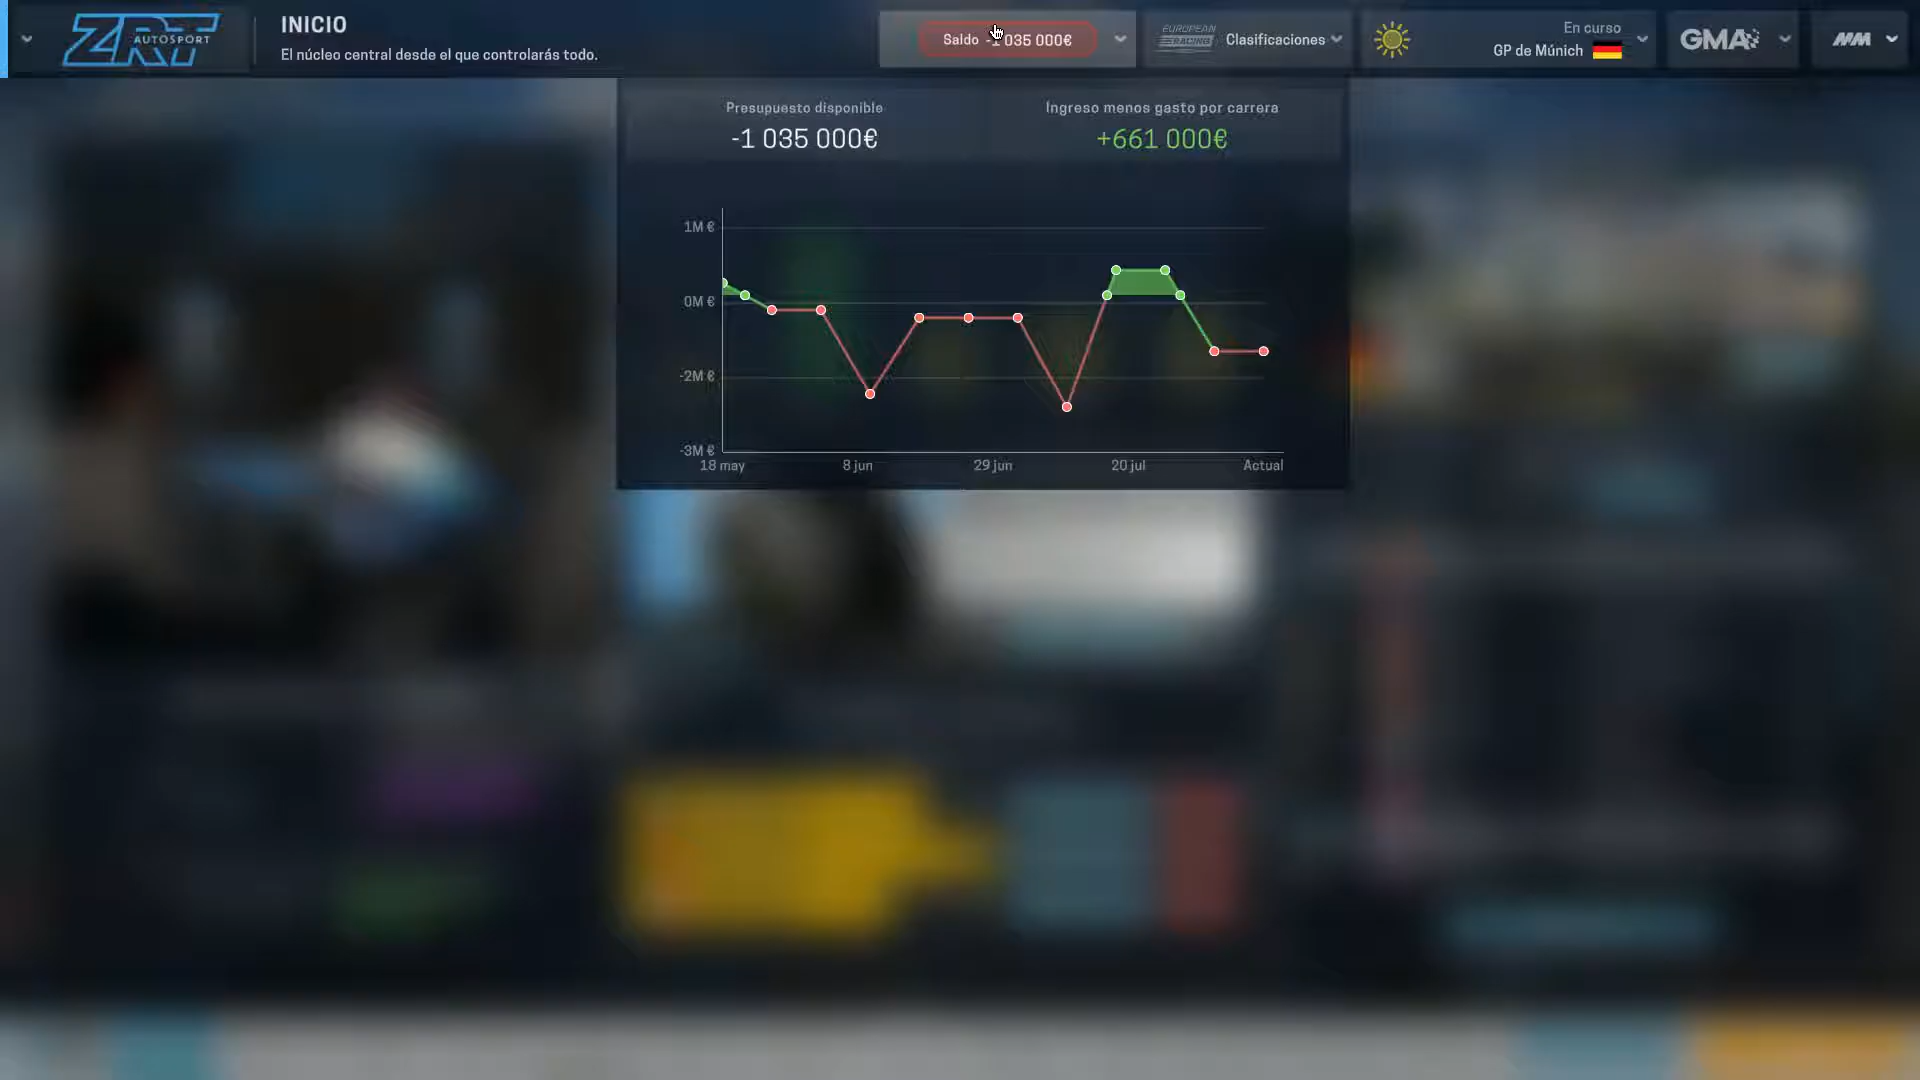 ZRT
AUTOSPORT
INICIO
El núcleo central desde el que controlarás todo.
Saldo -1 035 000€
EUROPEAN
RACING
Clasificaciones
En curso
GP de Múnich
GMA
Presupuesto disponible
-1 035 000€
Ingreso menos gasto por carrera
+661 000€
1M €
0M €
-2M €
-3M €
18 may
8 jun
29 jun
20 jul
Actual